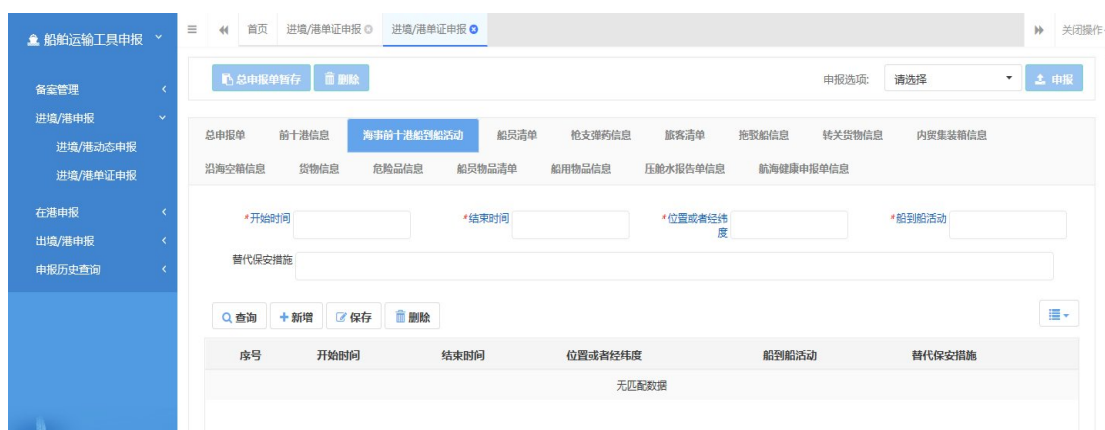 船舶运输工具申报
首页 进境/港单证申报 进境/港单证申报
关闭操作
备案管理
进境/港申报
进境/港动态申报
进境/港单证申报
在港申报
出境/港申报
申报历史查询
总申报单暂存 删除 申报选项: 请选择 申报
总申报单 前十港信息 海事前十港船到船活动 船员清单 枪支弹药信息 旅客清单 拖驳船信息 转关货物信息 内贸集装箱信息
沿海空箱信息 货物信息 危险品信息 船员物品清单 船用物品信息 压舱水报告单信息 航海健康申报单信息
*开始时间 *结束时间 *位置或者经纬
度 *船到船活动
替代保安措施
查询 新增 保存 删除
序号 开始时间 结束时间 位置或者经纬度 船到船活动 替代保安措施
无匹配数据